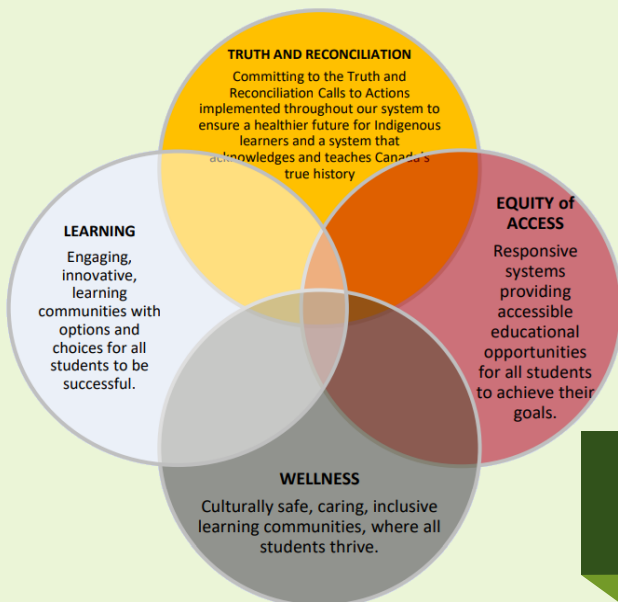 TRUTH AND RECONCILIATION
Committing to the Truth and
Reconciliation Calls to Actions
implemented throughout our system to
ensure a healthier future for Indigenous
learners and a system that
acknowledges and teaches Canada's
true history
LEARNING
Engaging,
innovative,
learning
communities with
options and
choices for all
students to be
successful.
EQUITY of
ACCESS
Responsive
systems
providing
accessible
educational
opportunities
for all students
to achieve their
goals.
WELLNESS
Culturally safe, caring, inclusive
learning communities, where all
students thrive.